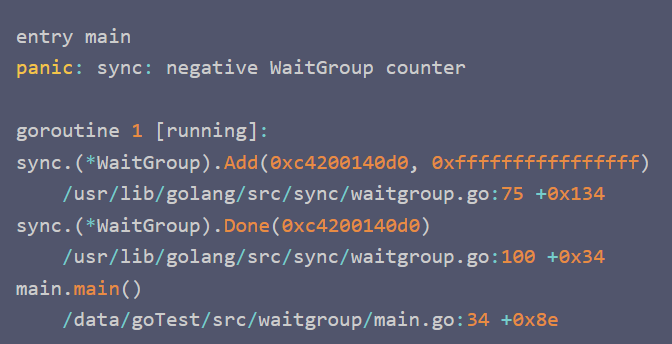 entry main
panic: sync: negative WaitGroup counter
goroutine 1 [running]:
sync.(*WaitGroup).Add(0xc4200140d0, 0xffffffffffffffff)
/usr/lib/golang/src/sync/waitgroup.go:75 +0x134
sync.(*WaitGroup).Done(0xc4200140d0)
/usr/lib/golang/src/sync/waitgroup.go:100 +0x34
main.main()
/data/goTest/src/waitgroup/main.go:34 +0x8e